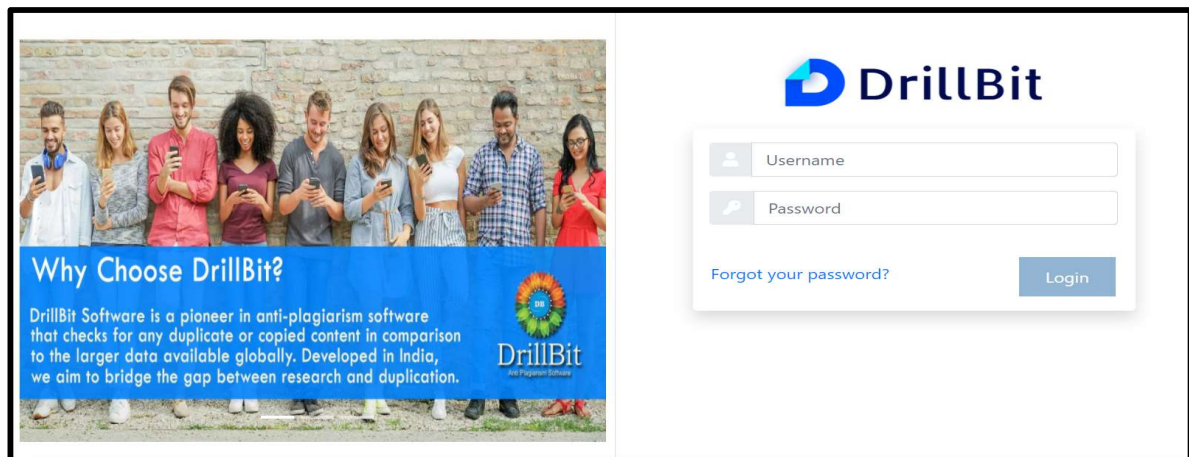 Why Choose DrillBit?
DrillBit Software is a pioneer in anti-plagiarism software
that checks for any duplicate or copied content in comparison
to the larger data available globally. Developed in India,
we aim to bridge the gap between research and duplication.
DB
DrillBit
Anti Plagiarism Software
DrillBit
Username
Password
Forgot your password?
Login